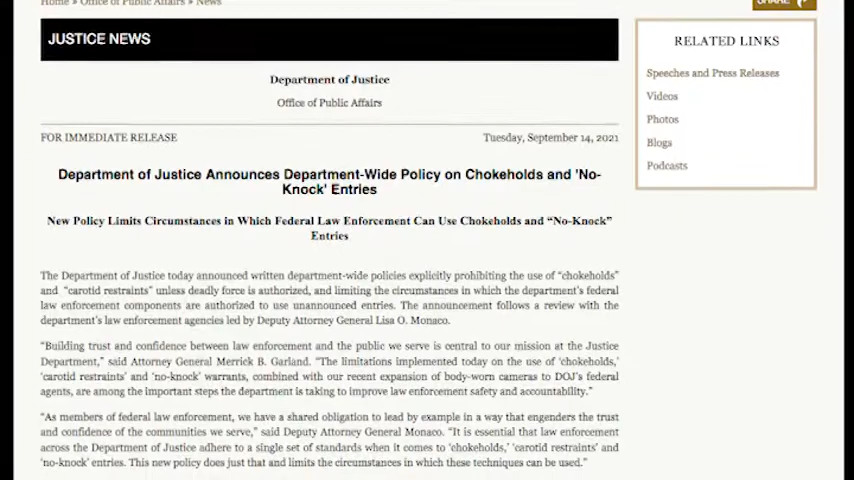 Home » Office of Public Affairs » News
SHARE
JUSTICE NEWS
Department of Justice
Office of Public Affairs
FOR IMMEDIATE RELEASE
Tuesday, September 14, 2021
Department of Justice Announces Department-Wide Policy on Chokeholds and 'No-
Knock' Entries
New Policy Limits Circumstances in Which Federal Law Enforcement Can Use Chokeholds and “No-Knock”
Entries
The Department of Justice today announced written department-wide policies explicitly prohibiting the use of “chokeholds”
and “carotid restraints” unless deadly force is authorized, and limiting the circumstances in which the department’s federal
law enforcement components are authorized to use unannounced entries. The announcement follows a review with the
department’s law enforcement agencies led by Deputy Attorney General Lisa O. Monaco.
“Building trust and confidence between law enforcement and the public we serve is central to our mission at the Justice
Department,” said Attorney General Merrick B. Garland. “The limitations implemented today on the use of ‘chokeholds,’
‘carotid restraints’ and ‘no-knock’ warrants, combined with our recent expansion of body-worn cameras to DOJ’s federal
agents, are among the important steps the department is taking to improve law enforcement safety and accountability.”
“As members of federal law enforcement, we have a shared obligation to lead by example in a way that engenders the trust
and confidence of the communities we serve,” said Deputy Attorney General Monaco. “It is essential that law enforcement
across the Department of Justice adhere to a single set of standards when it comes to ‘chokeholds,’ ‘carotid restraints’ and
‘no-knock’ entries. This new policy does just that and limits the circumstances in which these techniques can be used.”
RELATED LINKS
Speeches and Press Releases
Videos
Photos
Blogs
Podcasts